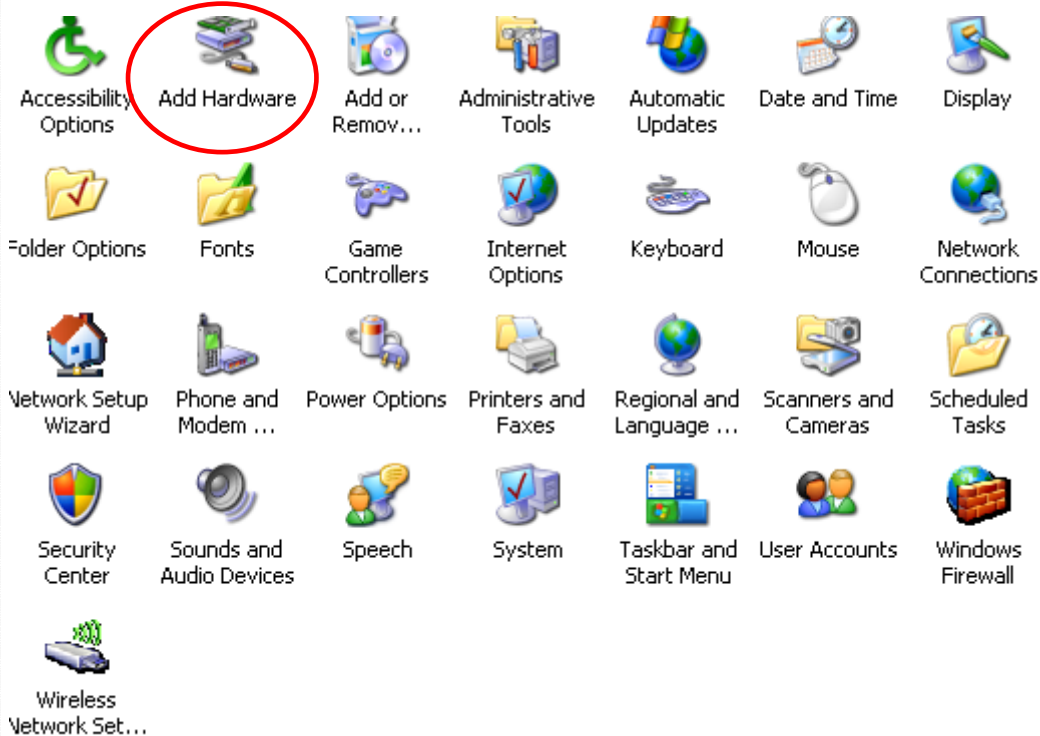 Accessibility Options
Add Hardware
Add or Remov...
Administrative Tools
Automatic Updates
Date and Time
Display
Folder Options
Fonts
Game Controllers
Internet Options
Keyboard
Mouse
Network Connections
Network Setup Wizard
Phone and Modem ...
Power Options
Printers and Faxes
Regional and Language ...
Scanners and Cameras
Scheduled Tasks
Security Center
Sounds and Audio Devices
Speech
System
Taskbar and Start Menu
User Accounts
Windows Firewall
Wireless Network Set...